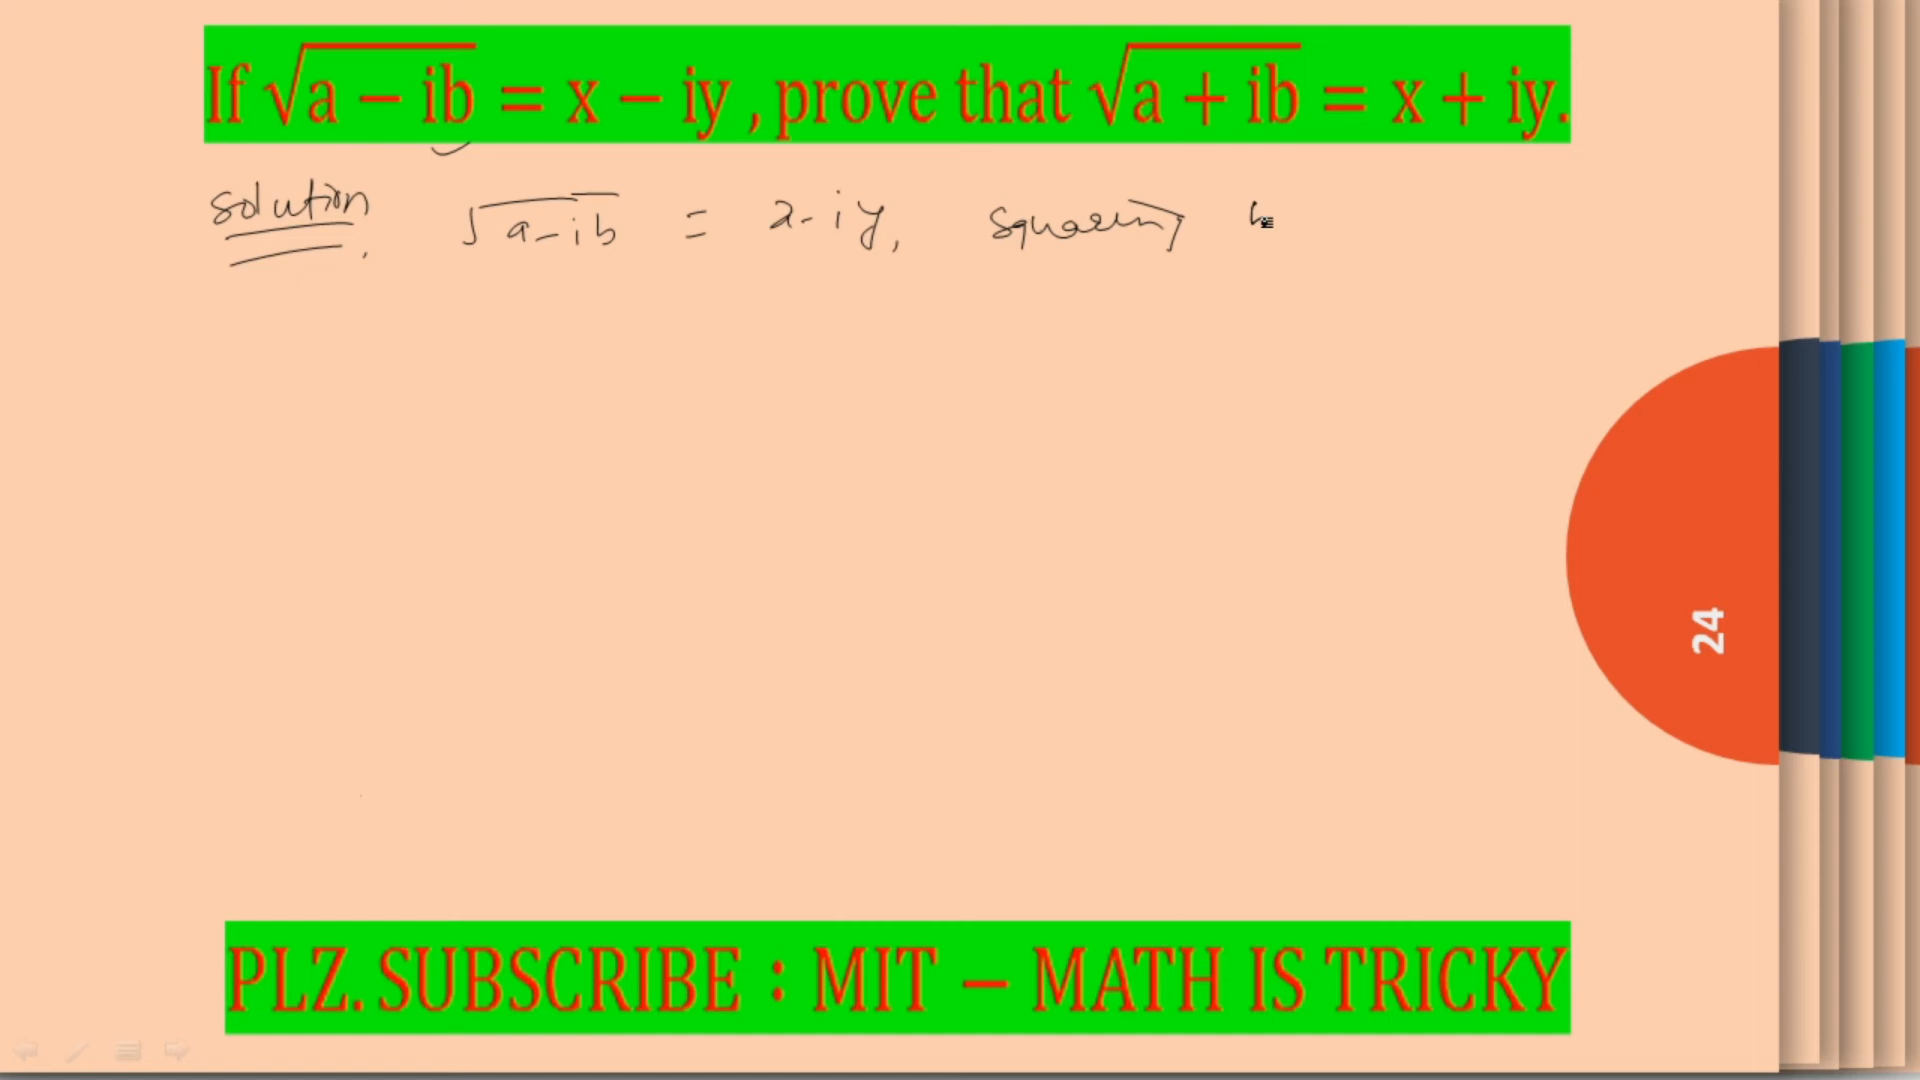 If √a − ib = x − iy , prove that √a + ib = x + iy.
Solution. √a-ib = x-iy, Squaring
24
PLZ. SUBSCRIBE : MIT − MATH IS TRICKY